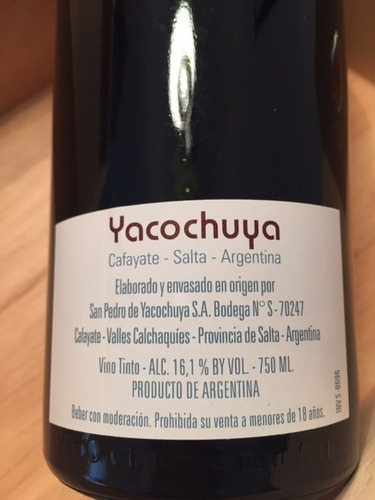 Yacochuya
Cafayate - Salta - Argentina
Elaborado y envasado en origen por
San Pedro de Yacochuya S.A. Bodega N° S-70247
Cafayate - Valles Calchaquíes - Provincia de Salta - Argentina
Vino Tinto - ALC. 16,1 % BY VOL. - 750 ML.
PRODUCTO DE ARGENTINA
Beber con moderación. Prohibida su venta a menores de 18 años.
INV S -8696